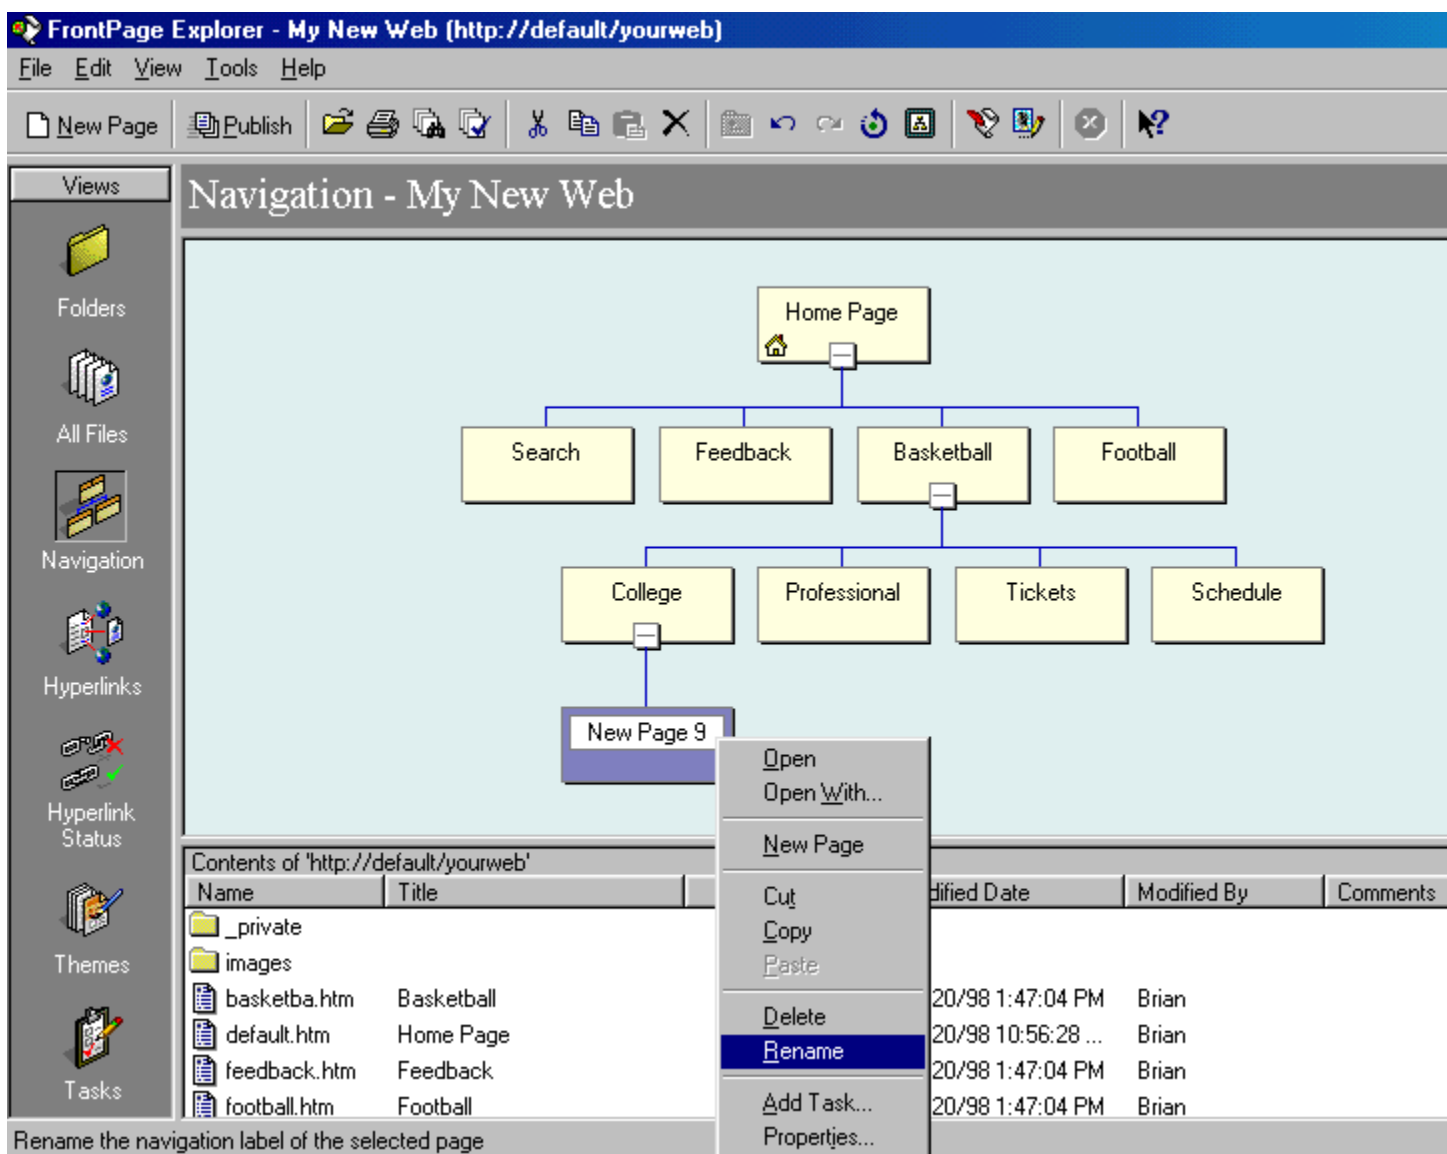 FrontPage Explorer - My New Web (http://default/yourweb)
File Edit View Tools Help
New Page Publish
Views
Navigation - My New Web
Folders
All Files
Navigation
Hyperlinks
Hyperlink
Status
Themes
Tasks
Home Page
Search Feedback Basketball Football
College Professional Tickets Schedule
New Page 9
Open
Open With...
New Page
Cut
Copy
Paste
Delete
Rename
Add Task...
Properties...
Contents of 'http://default/yourweb'
Name Title dified Date Modified By Comments
_private
images
basketba.htm Basketball 20/98 1:47:04 PM Brian
default.htm Home Page 20/98 10:56:28 ... Brian
feedback.htm Feedback 20/98 1:47:04 PM Brian
football.htm Football 20/98 1:47:04 PM Brian
Rename the navigation label of the selected page